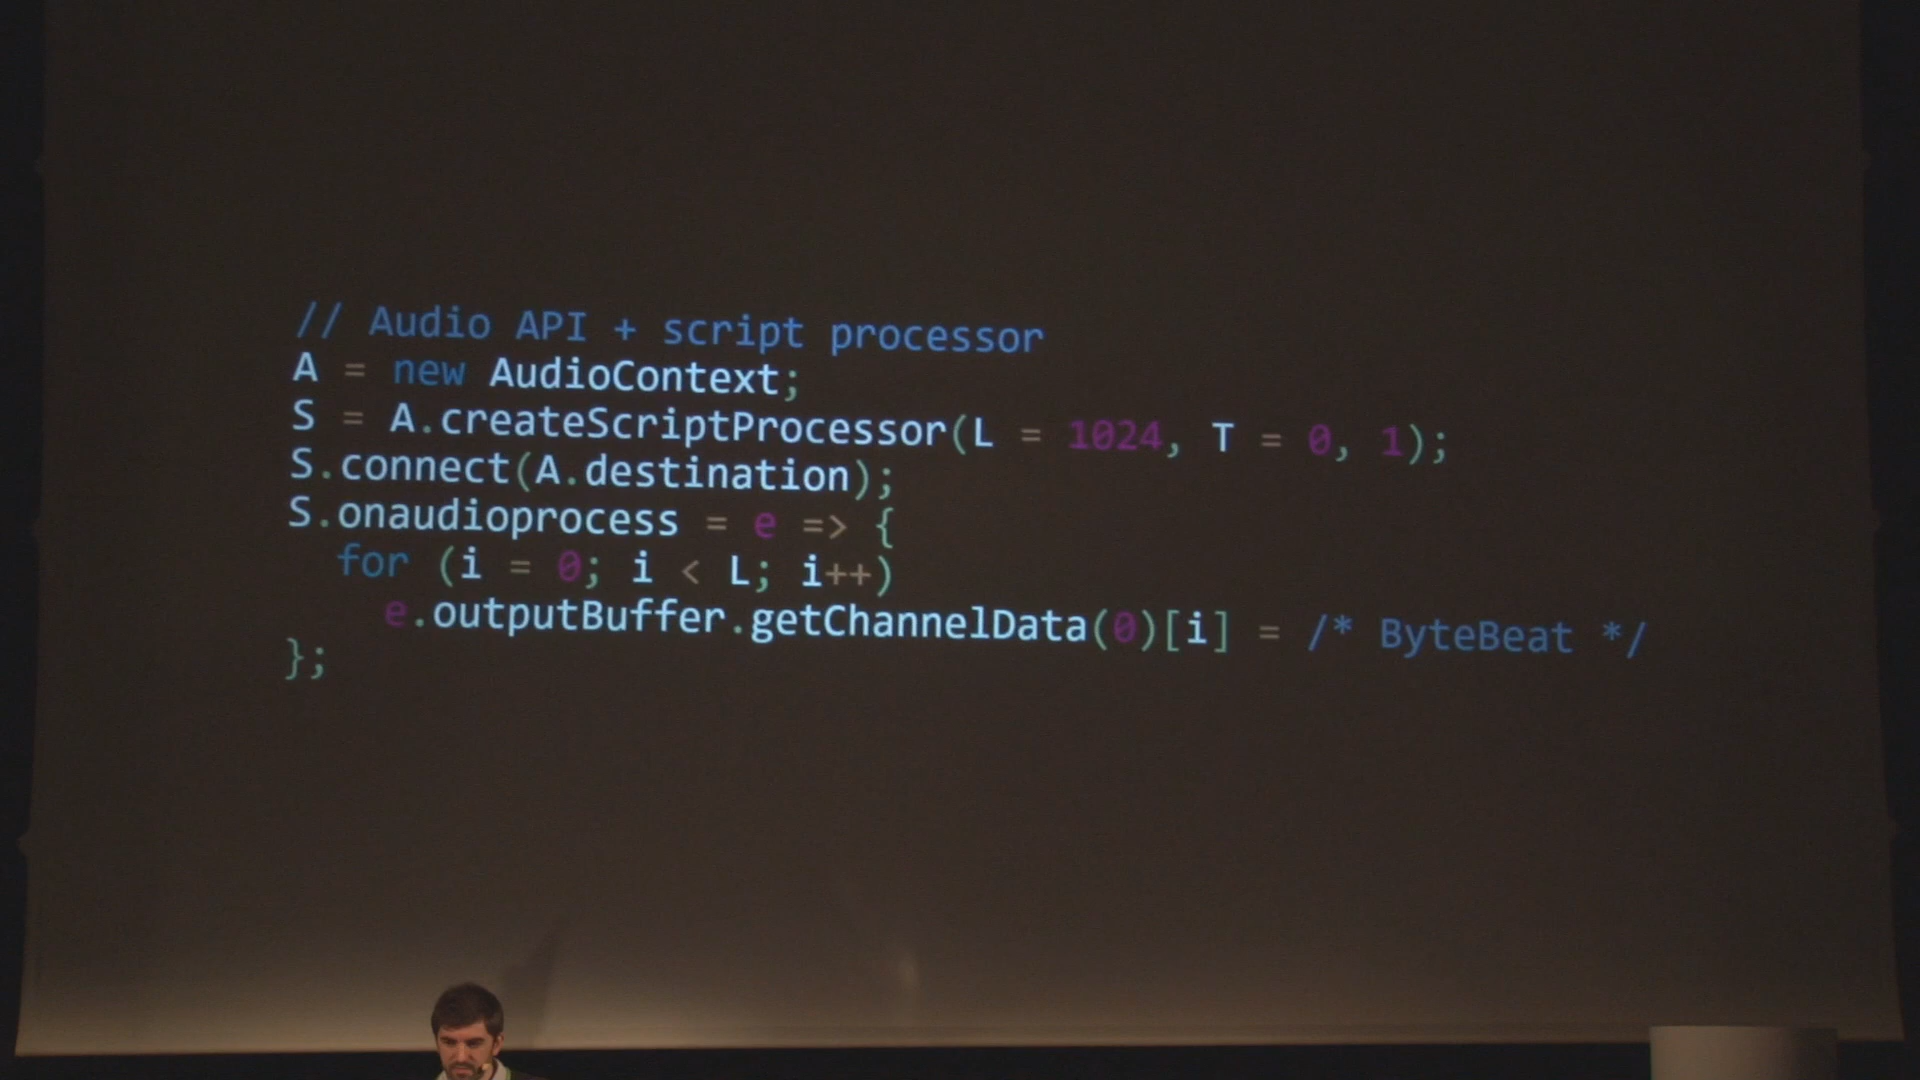 // Audio API + script processor
A = new AudioContext;
S = A.createScriptProcessor(L = 1024, T = 0, 1);
S.connect(A.destination);
S.onaudioprocess = e => {
  for (i = 0; i < L; i++)
    e.outputBuffer.getChannelData(0)[i] = /* ByteBeat */
};